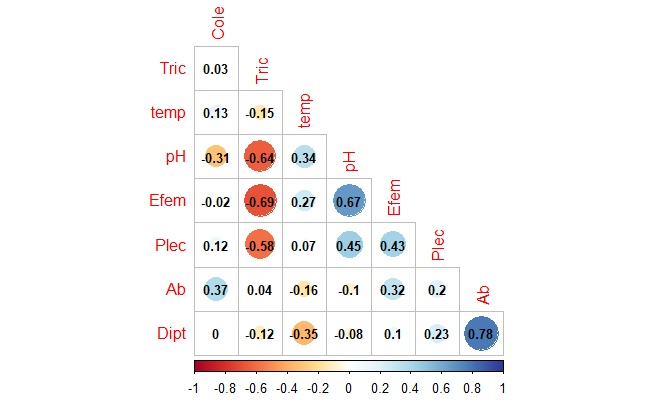 Cole
Tric 0.03 Tric
temp 0.13 -0.15 temp
pH -0.31 -0.64 0.34 pH
Efem -0.02 -0.69 0.27 0.67 Efem
Plec 0.12 -0.58 0.07 0.45 0.43 Plec
Ab 0.37 0.04 -0.16 -0.1 0.32 0.2 Ab
Dipt 0 -0.12 -0.35 -0.08 0.1 0.23 0.78
-1 -0.8 -0.6 -0.4 -0.2 0 0.2 0.4 0.6 0.8 1